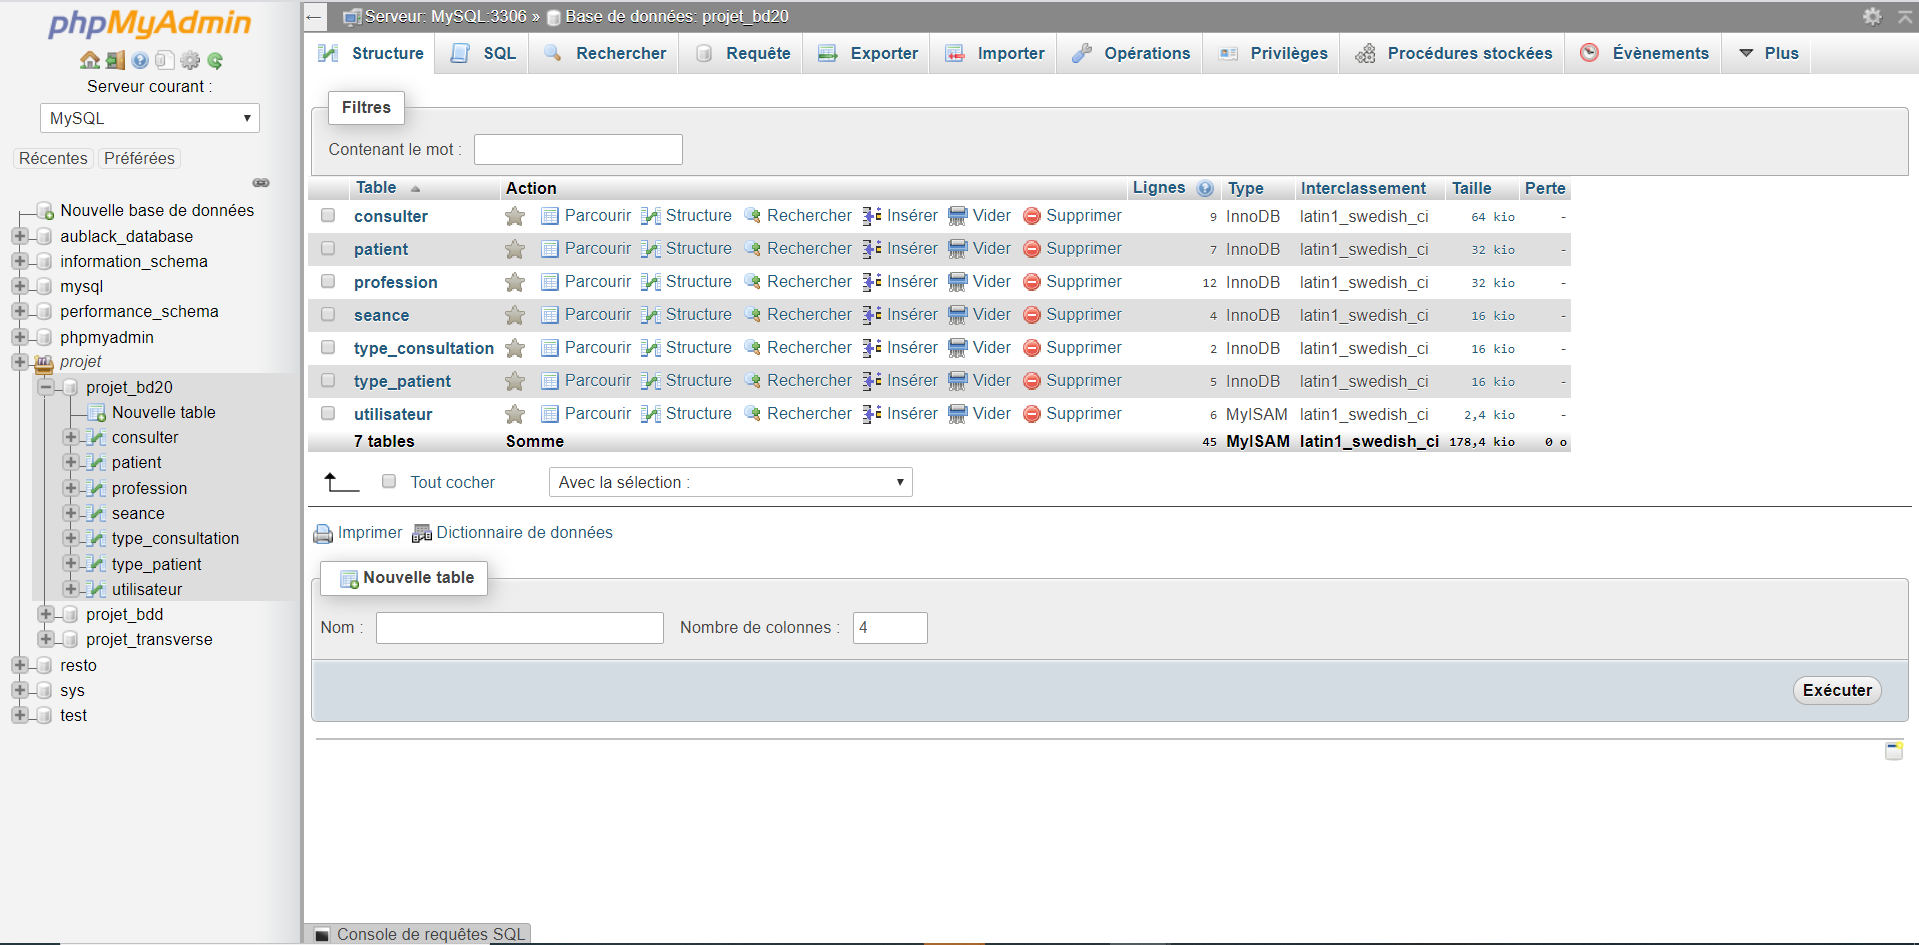 phpMyAdmin
Serveur courant :
MySQL
Récentes Préférées
Nouvelle base de données
aublack_database
information_schema
mysql
performance_schema
phpmyadmin
projet
projet_bd20
Nouvelle table
consulter
patient
profession
seance
type_consultation
type_patient
utilisateur
projet_bdd
projet_transverse
resto
sys
test
Serveur: MySQL:3306 » Base de données: projet_bd20
Structure SQL Rechercher Requête Exporter Importer Opérations Privilèges Procédures stockées Évènements Plus
Filtres
Contenant le mot :
Table Action Lignes Type Interclassement Taille Perte
consulter Parcourir Structure Rechercher Insérer Vider Supprimer 9 InnoDB latin1_swedish_ci 64 kio -
patient Parcourir Structure Rechercher Insérer Vider Supprimer 7 InnoDB latin1_swedish_ci 32 kio -
profession Parcourir Structure Rechercher Insérer Vider Supprimer 12 InnoDB latin1_swedish_ci 32 kio -
seance Parcourir Structure Rechercher Insérer Vider Supprimer 4 InnoDB latin1_swedish_ci 16 kio -
type_consultation Parcourir Structure Rechercher Insérer Vider Supprimer 2 InnoDB latin1_swedish_ci 16 kio -
type_patient Parcourir Structure Rechercher Insérer Vider Supprimer 5 InnoDB latin1_swedish_ci 16 kio -
utilisateur Parcourir Structure Rechercher Insérer Vider Supprimer 6 MyISAM latin1_swedish_ci 2,4 kio -
7 tables Somme 45 MyISAM latin1_swedish_ci 178,4 kio 0 o
Tout cocher Avec la sélection :
Imprimer Dictionnaire de données
Nouvelle table
Nom : Nombre de colonnes : 4
Exécuter
Console de requêtes SQL